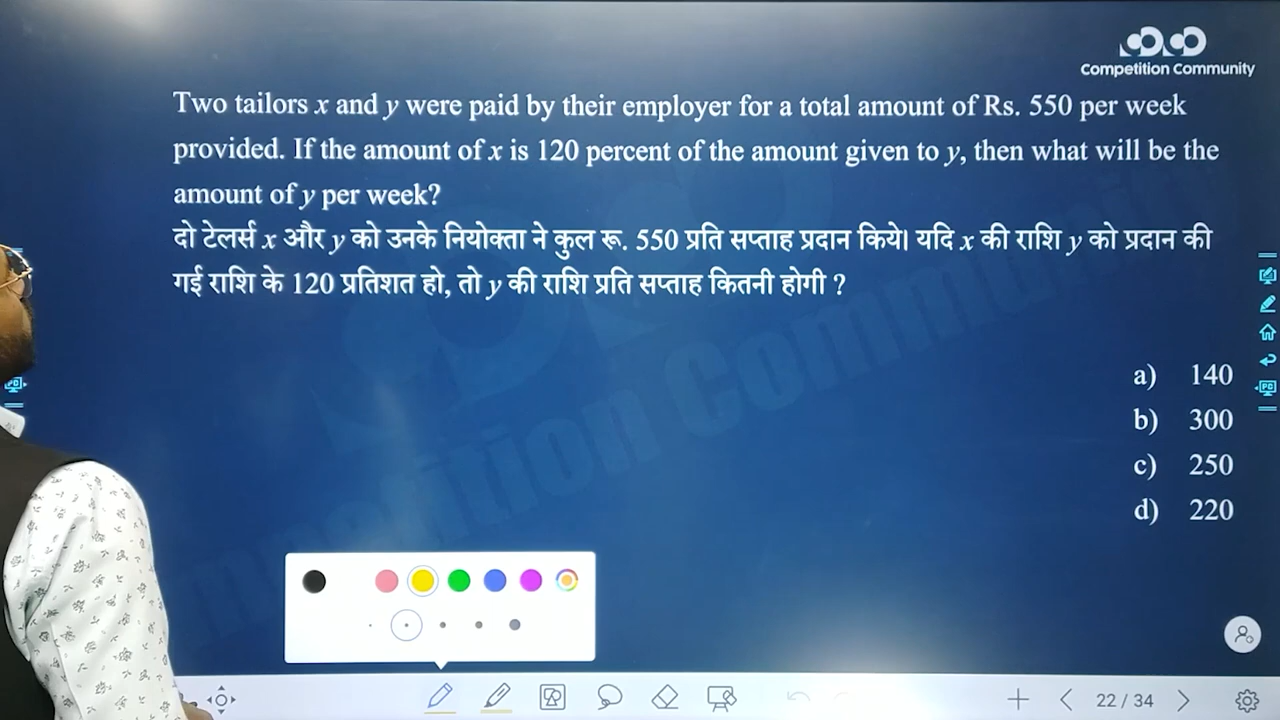 Competition Community
Two tailors x and y were paid by their employer for a total amount of Rs. 550 per week
provided. If the amount of x is 120 percent of the amount given to y, then what will be the
amount of y per week?
दो टेलर्स x और y को उनके नियोक्ता ने कुल रू. 550 प्रति सप्ताह प्रदान किये। यदि x की राशि y को प्रदान की
गई राशि के 120 प्रतिशत हो, तो y की राशि प्रति सप्ताह कितनी होगी ?
a) 140
b) 300
c) 250
d) 220
22 / 34